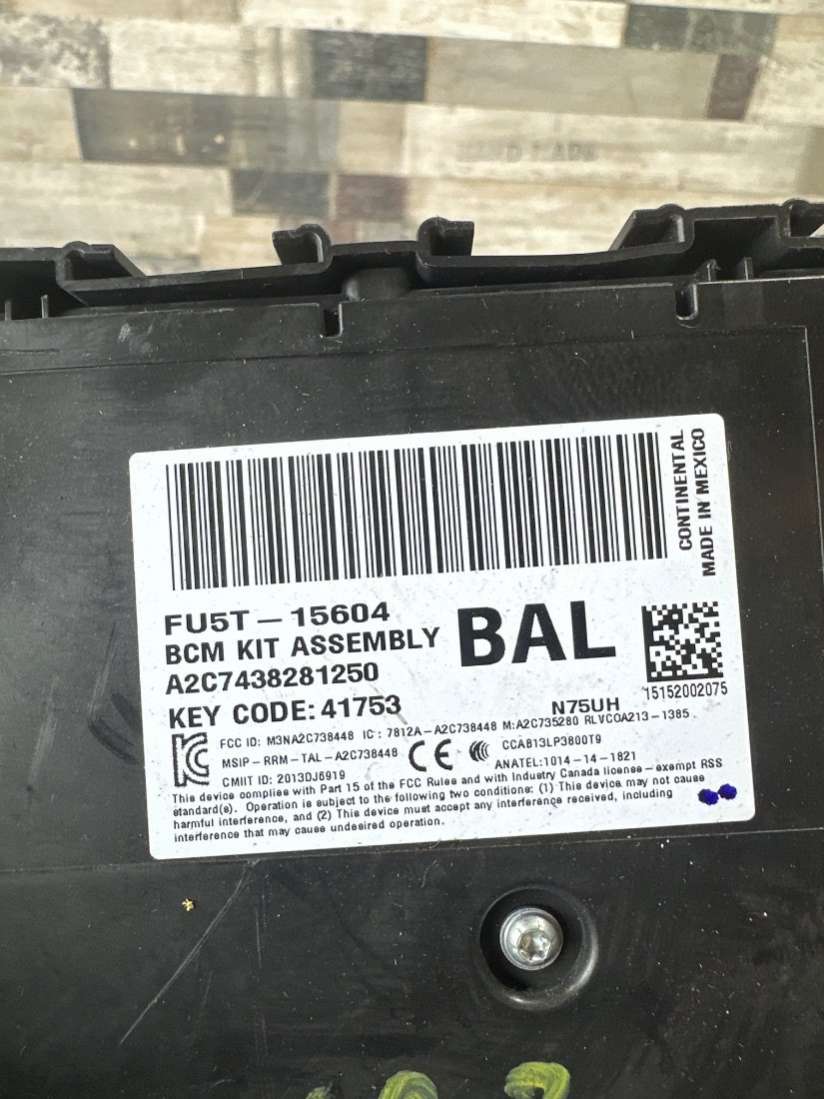 CONTINENTAL
MADE IN MEXICO
FU5T-15604
BCM KIT ASSEMBLY
BAL
A2C7438281250
15152002075
KEY CODE: 41753
N75UH
FCC ID: M3NA2C738448 IC: 7812A-A2C738448 M:A2C735280 RLVCOA213-1385
MSIP-RRM-TAL-A2C738448 CE CCAB13LP3800T9
CMIIT ID: 2013DJ6919 ANATEL:1014-14-1821
This device complies with Part 15 of the FCC Rules and with Industry Canada license-exempt RSS
standard(s). Operation is subject to the following two conditions: (1) This device may not cause
harmful interference, and (2) This device must accept any interference received, including
interference that may cause undesired operation.